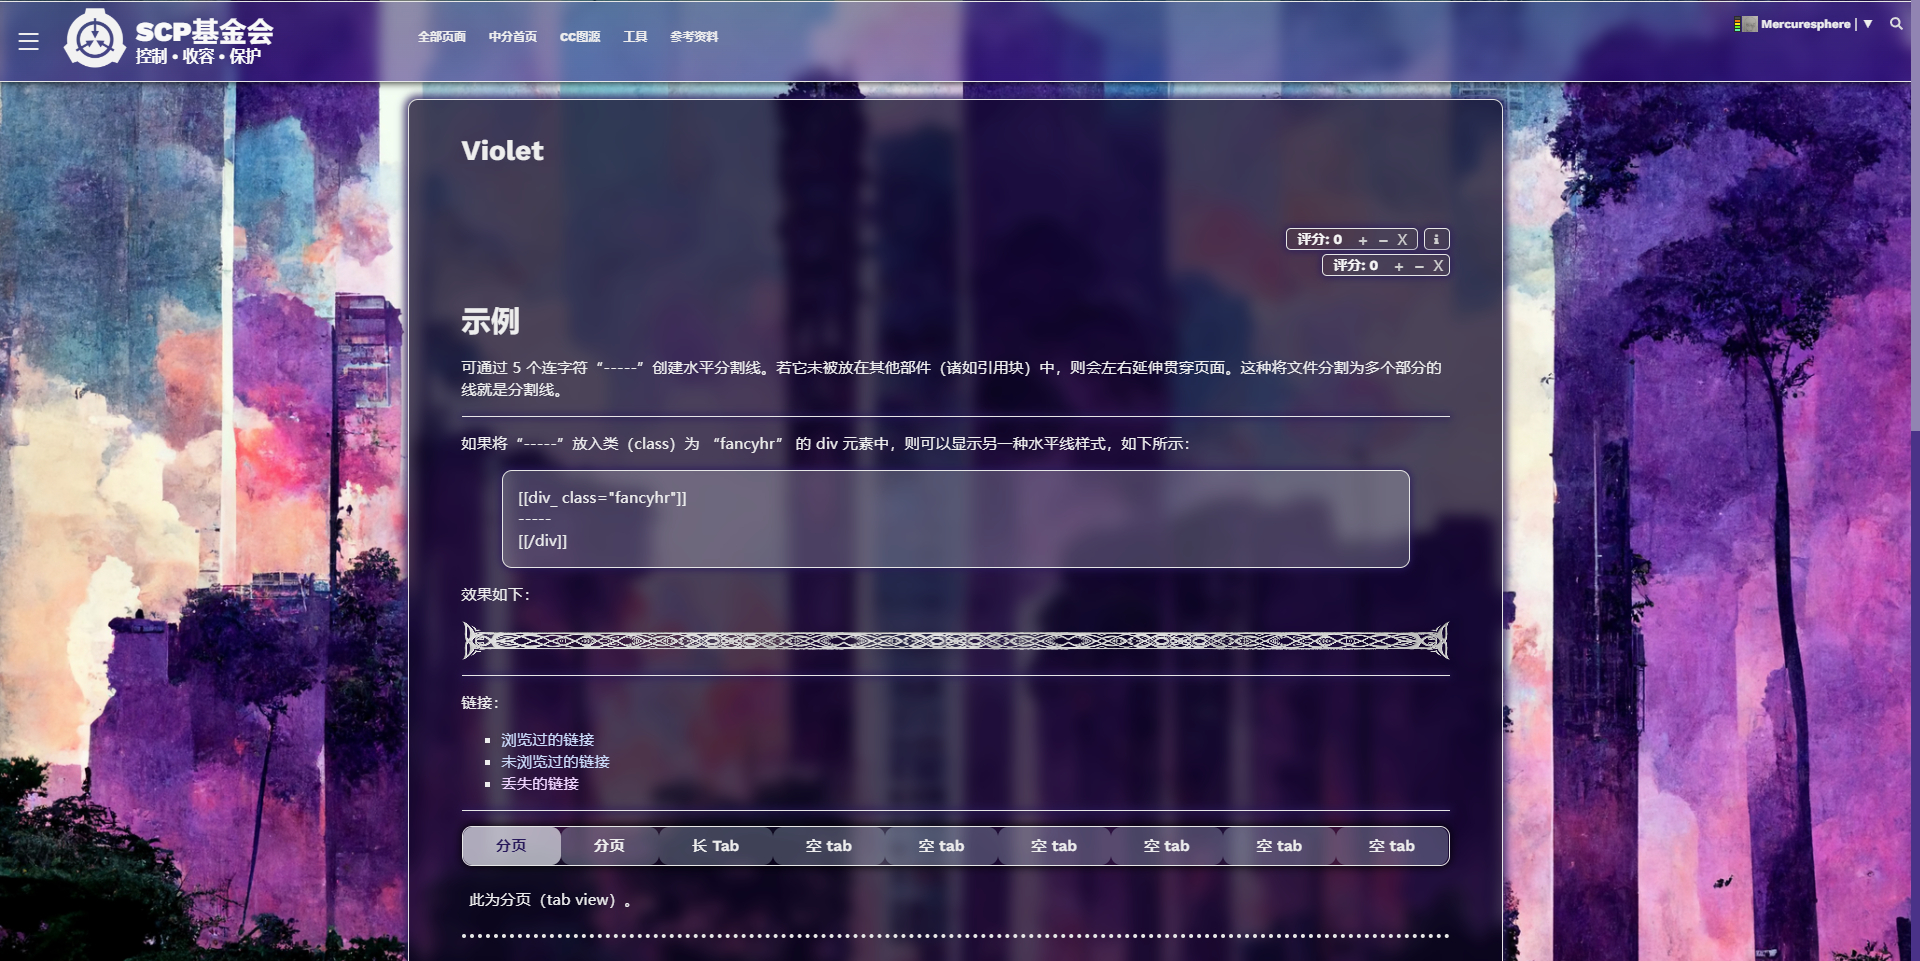 SCP基金会
控制 • 收容 • 保护
全部页面 中分首页 CC图源 工具 参考资料
Mercuresphere | ▼
Violet
评分: 0 + − X i
评分: 0 + − X
示例
可通过 5 个连字符“-----”创建水平分割线。若它未被放在其他部件（诸如引用块）中，则会左右延伸贯穿页面。这种将文件分割为多个部分的
线就是分割线。
如果将“-----”放入类（class）为 “fancyhr” 的 div 元素中，则可以显示另一种水平线样式，如下所示：
[[div_ class="fancyhr"]]
-----
[[/div]]
效果如下：
链接：
浏览过的链接
未浏览过的链接
丢失的链接
分页 分页 长 Tab 空 tab 空 tab 空 tab 空 tab 空 tab 空 tab
此为分页（tab view）。